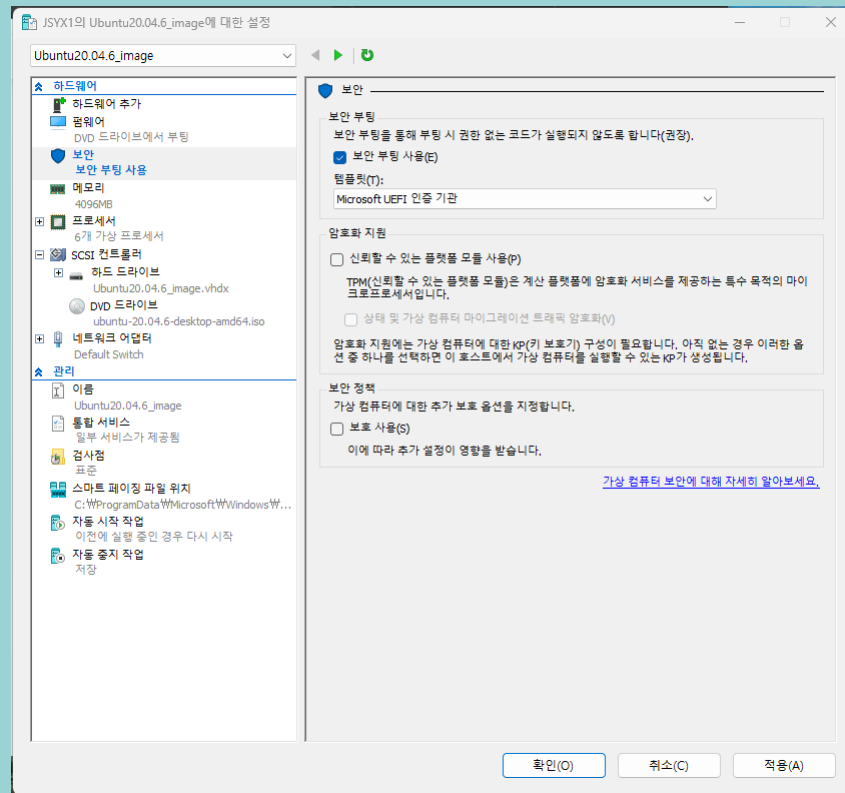 JSYX1의 Ubuntu20.04.6_image에 대한 설정
Ubuntu20.04.6_image
하드웨어
하드웨어 추가
펌웨어
DVD 드라이브에서 부팅
보안
보안 부팅 사용
메모리
4096MB
프로세서
6개 가상 프로세서
SCSI 컨트롤러
하드 드라이브
Ubuntu20.04.6_image.vhdx
DVD 드라이브
ubuntu-20.04.6-desktop-amd64.iso
네트워크 어댑터
Default Switch
관리
이름
Ubuntu20.04.6_image
통합 서비스
일부 서비스가 제공됨
검사점
표준
스마트 페이징 파일 위치
C:₩ProgramData₩Microsoft₩Windows₩...
자동 시작 작업
이전에 실행 중인 경우 다시 시작
자동 중지 작업
저장
보안
보안 부팅
보안 부팅을 통해 부팅 시 권한 없는 코드가 실행되지 않도록 합니다(권장).
보안 부팅 사용(E)
템플릿(T):
Microsoft UEFI 인증 기관
암호화 지원
신뢰할 수 있는 플랫폼 모듈 사용(P)
TPM(신뢰할 수 있는 플랫폼 모듈)은 계산 플랫폼에 암호화 서비스를 제공하는 특수 목적의 마이
크로프로세서입니다.
상태 및 가상 컴퓨터 마이그레이션 트래픽 암호화(V)
암호화 지원에는 가상 컴퓨터에 대한 KP(키 보호기) 구성이 필요합니다. 아직 없는 경우 이러한 옵
션 중 하나를 선택하면 이 호스트에서 가상 컴퓨터를 실행할 수 있는 KP가 생성됩니다.
보안 정책
가상 컴퓨터에 대한 추가 보호 옵션을 지정합니다.
보호 사용(S)
이에 따라 추가 설정이 영향을 받습니다.
가상 컴퓨터 보안에 대해 자세히 알아보세요.
확인(O)
취소(C)
적용(A)